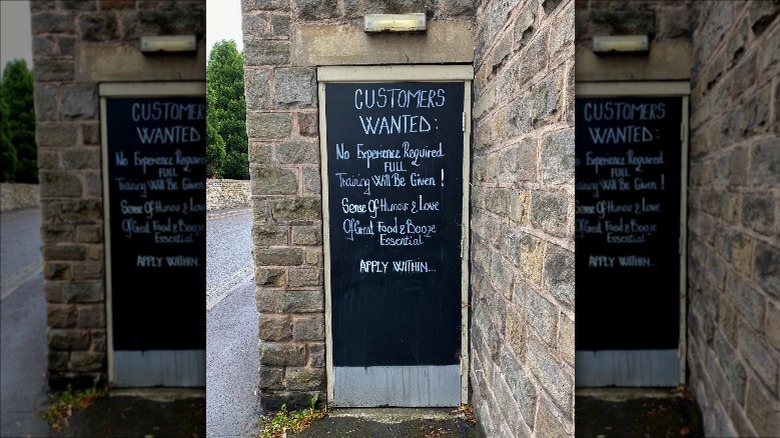 CUSTOMERS
WANTED:
No Experience Required
FULL
Training Will Be Given !
Sense Of Humour & Love
Of Great Food & Booze
Essential
APPLY WITHIN...